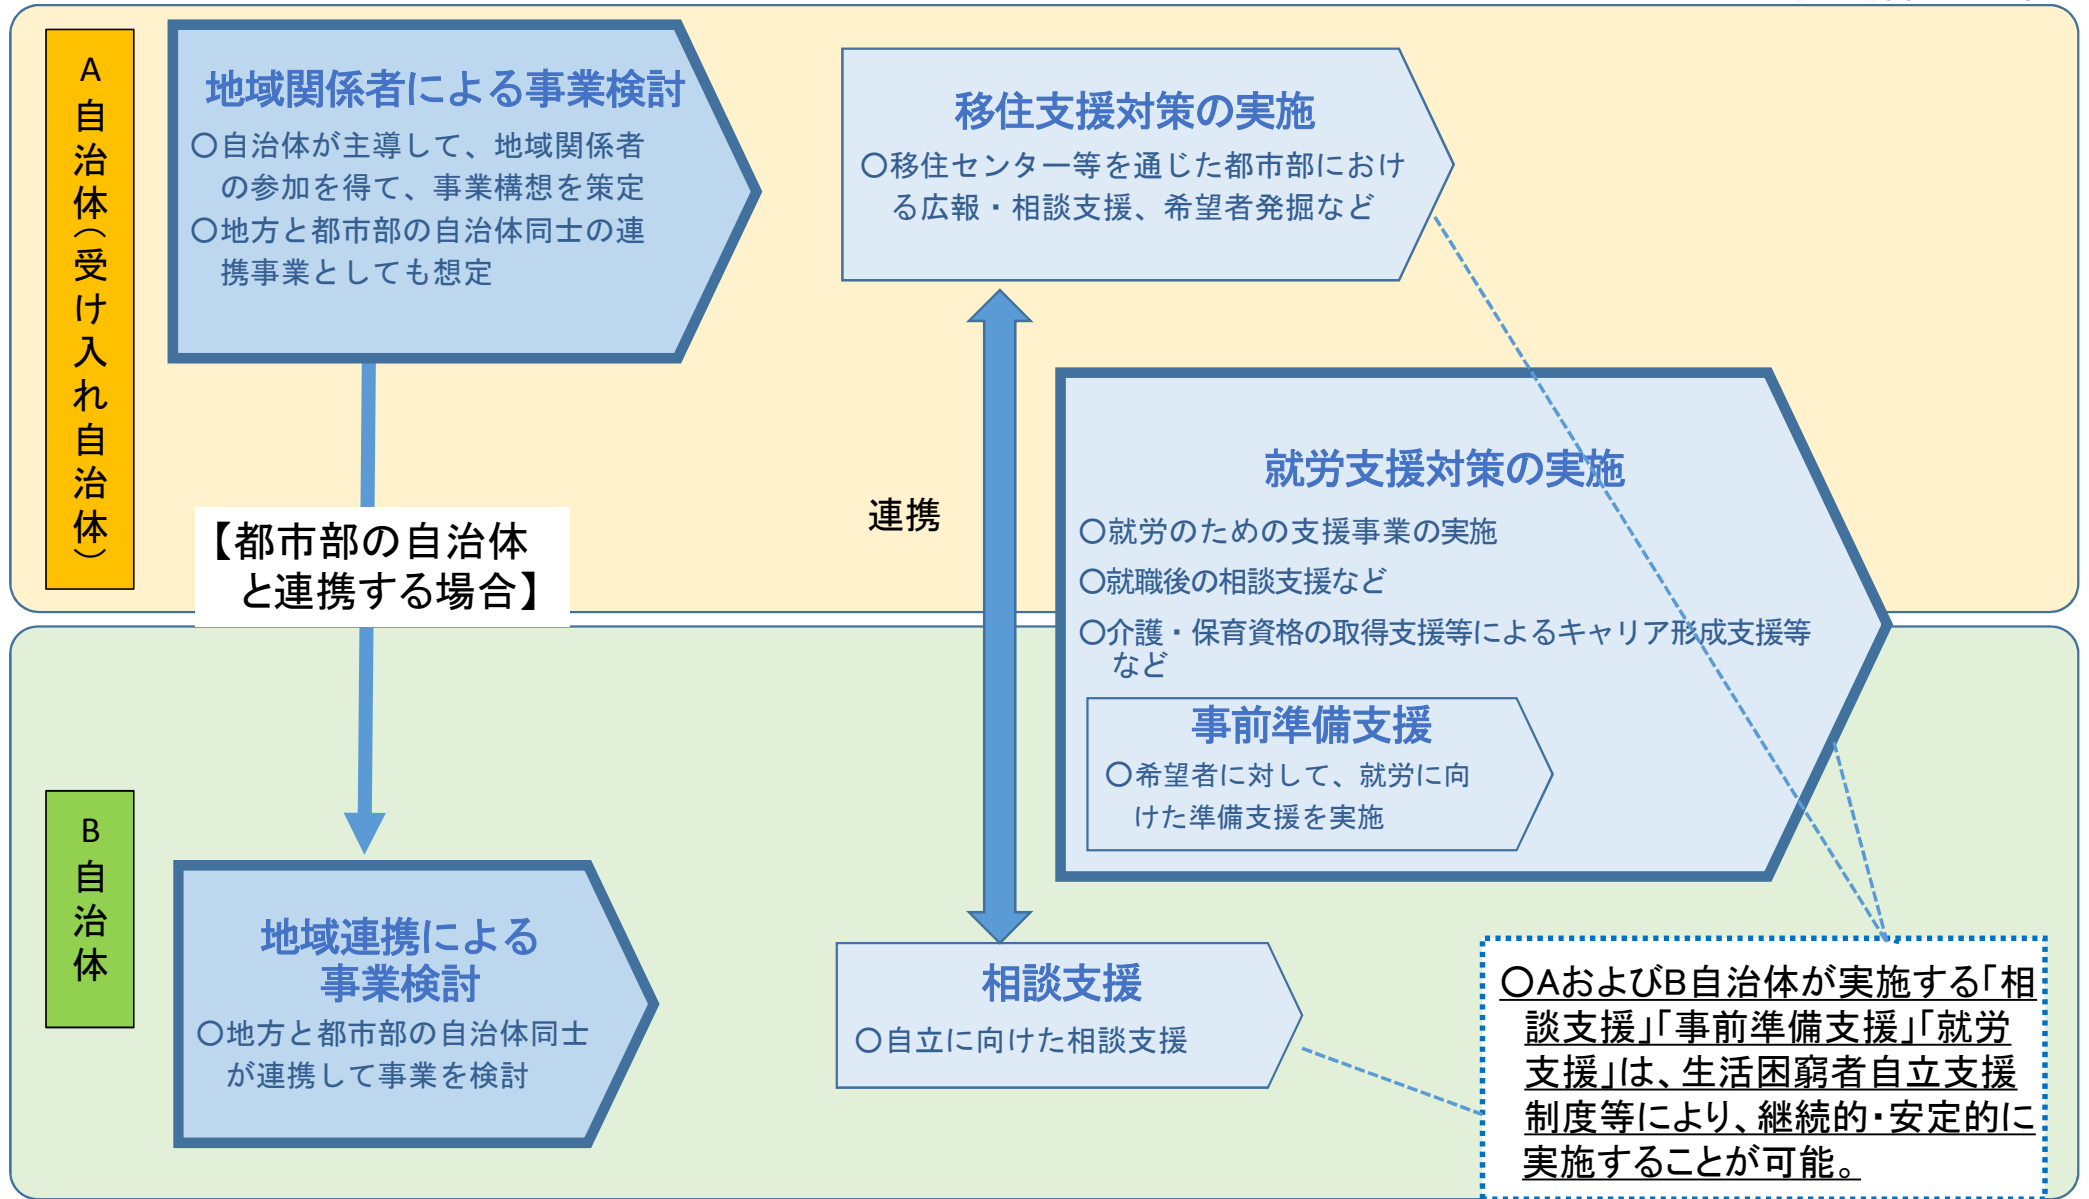 A自治体（受け入れ自治体）
地域関係者による事業検討
〇自治体が主導して、地域関係者
の参加を得て、事業構想を策定
〇地方と都市部の自治体同士の連
携事業としても想定
移住支援対策の実施
〇移住センター等を通じた都市部におけ
る広報・相談支援、希望者発掘など
【都市部の自治体
と連携する場合】
連携
就労支援対策の実施
〇就労のための支援事業の実施
〇就職後の相談支援など
〇介護・保育資格の取得支援等によるキャリア形成支援等
など
事前準備支援
〇希望者に対して、就労に向
けた準備支援を実施
B自治体
地域連携による
事業検討
〇地方と都市部の自治体同士
が連携して事業を検討
相談支援
〇自立に向けた相談支援
〇AおよびB自治体が実施する「相
談支援」「事前準備支援」「就労
支援」は、生活困窮者自立支援
制度等により、継続的・安定的に
実施することが可能。